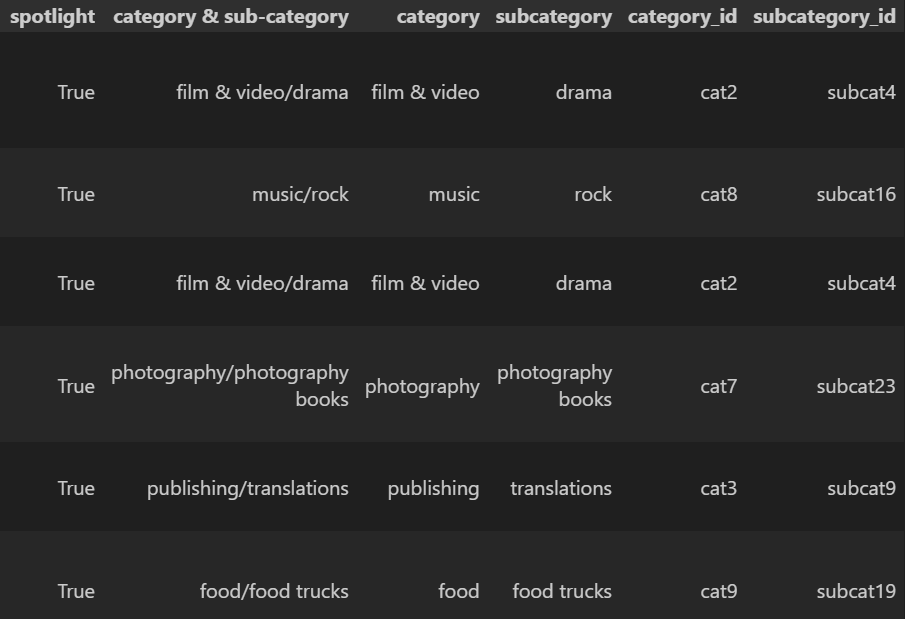 spotlight category & sub-category category subcategory category_id subcategory_id
True film & video/drama film & video drama cat2 subcat4
True music/rock music rock cat8 subcat16
True film & video/drama film & video drama cat2 subcat4
True photography/photography books photography photography books cat7 subcat23
True publishing/translations publishing translations cat3 subcat9
True food/food trucks food food trucks cat9 subcat19